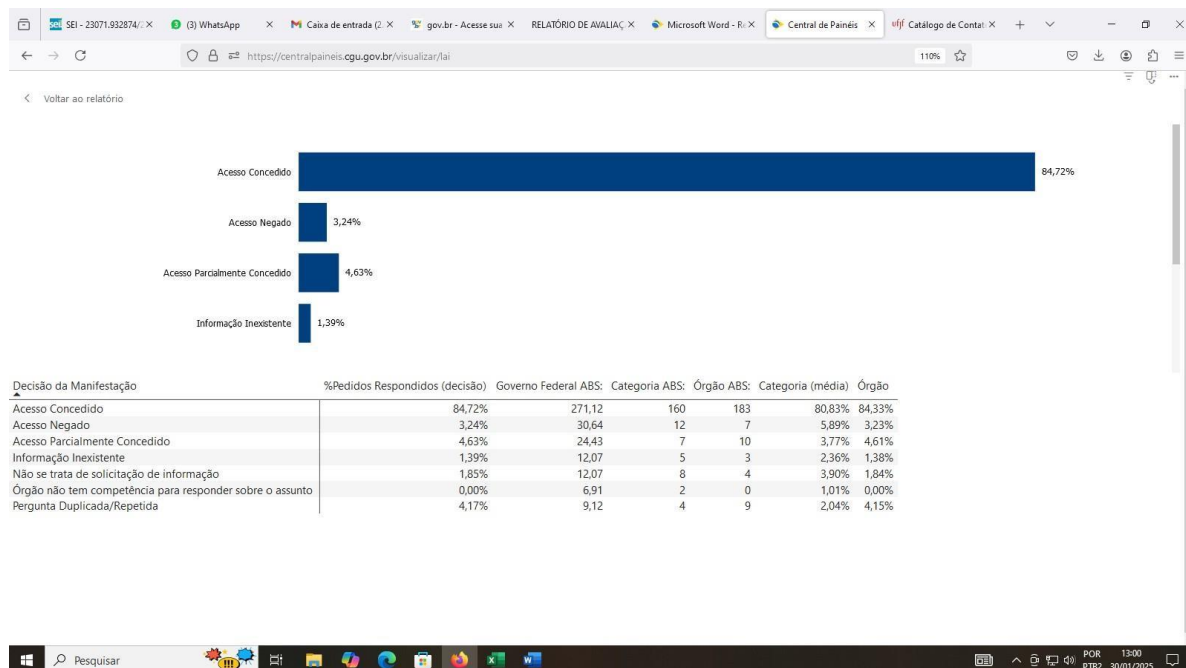 SEI - 23071.932874/2
(3) WhatsApp
Caixa de entrada (2.
gov.br - Acesse sua
RELATÓRIO DE AVALIAÇ
Microsoft Word - Re
Central de Painéis
ufjf Catálogo de Contat
https://centralpaineis.cgu.gov.br/visualizar/lai
110%
Voltar ao relatório
Acesso Concedido 84,72%
Acesso Negado 3,24%
Acesso Parcialmente Concedido 4,63%
Informação Inexistente 1,39%
Decisão da Manifestação %Pedidos Respondidos (decisão) Governo Federal ABS: Categoria ABS: Órgão ABS: Categoria (média) Órgão
Acesso Concedido 84,72% 271,12 160 183 80,83% 84,33%
Acesso Negado 3,24% 30,64 12 7 5,89% 3,23%
Acesso Parcialmente Concedido 4,63% 24,43 7 10 3,77% 4,61%
Informação Inexistente 1,39% 12,07 5 3 2,36% 1,38%
Não se trata de solicitação de informação 1,85% 12,07 8 4 3,90% 1,84%
Órgão não tem competência para responder sobre o assunto 0,00% 6,91 2 0 1,01% 0,00%
Pergunta Duplicada/Repetida 4,17% 9,12 4 9 2,04% 4,15%
Pesquisar
POR 13:00
PTB2 30/01/2025